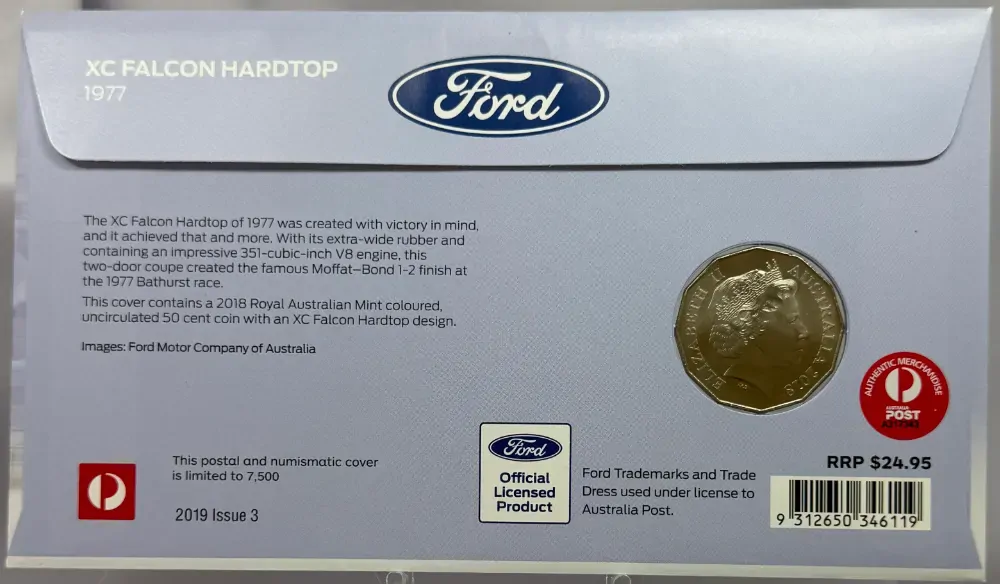 XC FALCON HARDTOP
1977
Ford
The XC Falcon Hardtop of 1977 was created with victory in mind,
and it achieved that and more. With its extra-wide rubber and
containing an impressive 351-cubic-inch V8 engine, this
two-door coupe created the famous Moffat–Bond 1-2 finish at
the 1977 Bathurst race.
This cover contains a 2018 Royal Australian Mint coloured,
uncirculated 50 cent coin with an XC Falcon Hardtop design.
Images: Ford Motor Company of Australia
ELIZABETH II AUSTRALIA 2018
AUTHENTIC MERCHANDISE
AUSTRALIA
POST
This postal and numismatic cover
is limited to 7,500
2019 Issue 3
Ford
Official
Licensed
Product
Ford Trademarks and Trade
Dress used under license to
Australia Post.
RRP $24.95
9 312650 346119